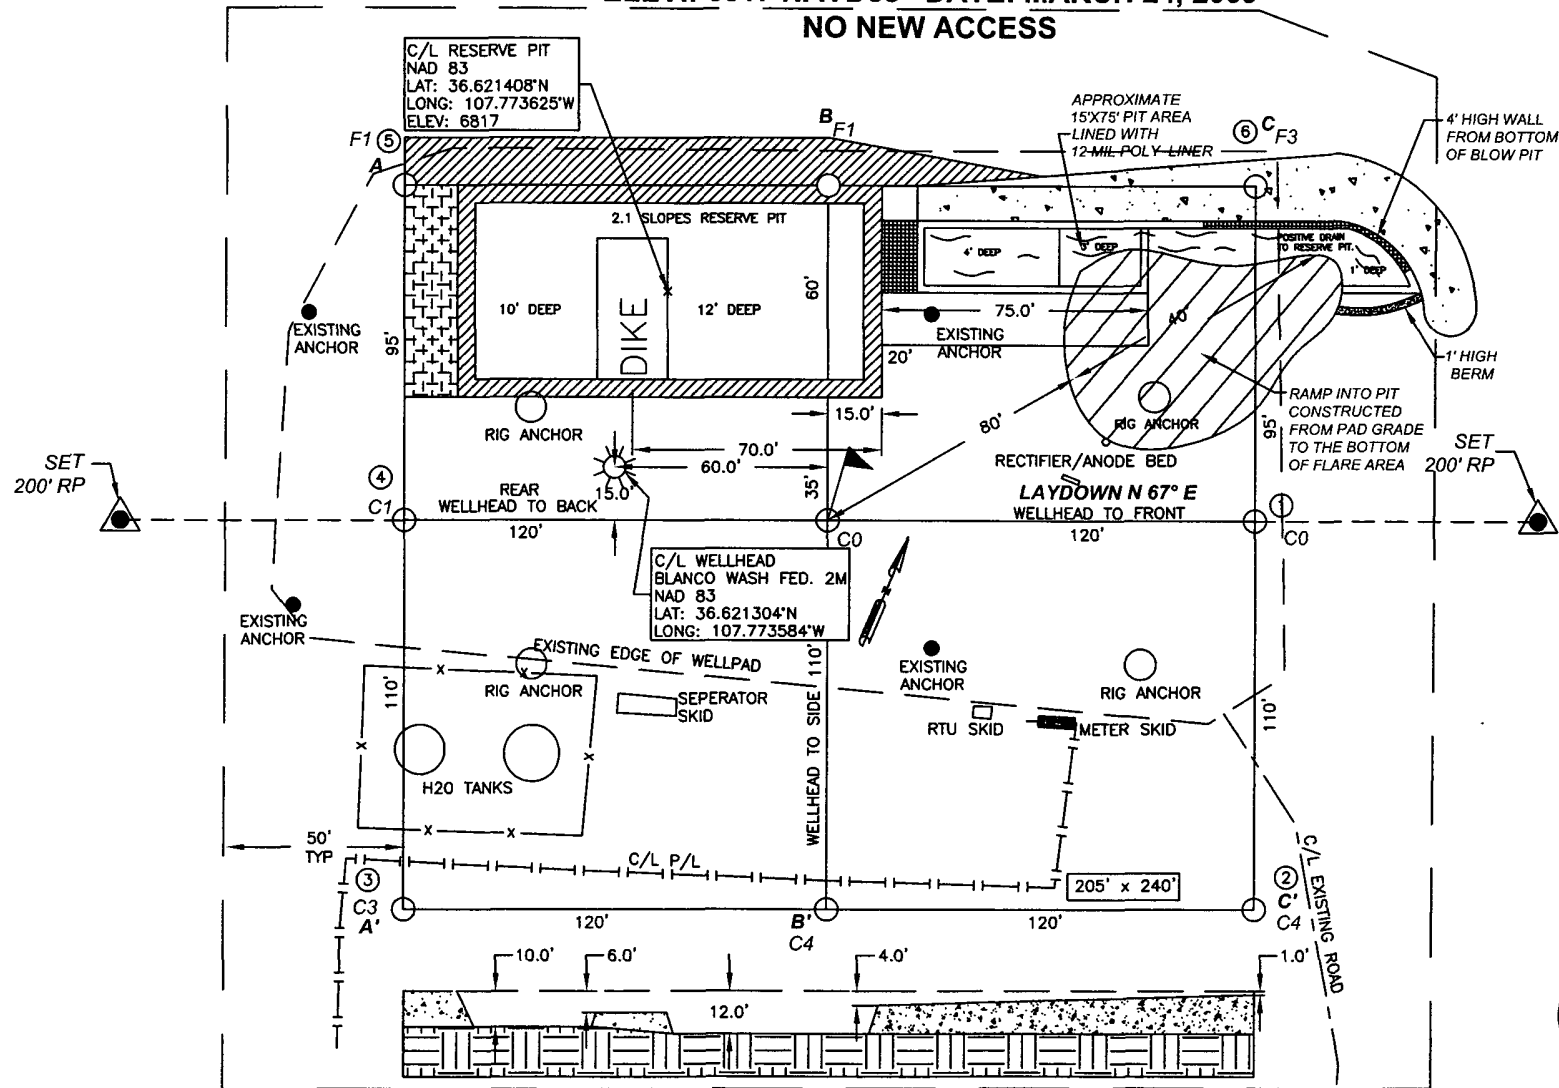 NO NEW ACCESS
C/L RESERVE PIT
NAD 83
LAT: 36.621408°N
LONG: 107.773625°W
ELEV: 6817
APPROXIMATE
15'X75' PIT AREA
LINED WITH
12 MIL POLY LINER
4' HIGH WALL
FROM BOTTOM
OF BLOW PIT
F1 ⑤
A
B
F1
⑥ C
F3
2.1 SLOPES RESERVE PIT
10' DEEP
DIKE
12' DEEP
60'
4' DEEP
3' DEEP
POSITIVE DRAIN
TO RESERVE PIT.
1' DEEP
EXISTING
ANCHOR
95'
75.0'
EXISTING
ANCHOR
20'
40'
1' HIGH
BERM
RAMP INTO PIT
CONSTRUCTED
FROM PAD GRADE
TO THE BOTTOM
OF FLARE AREA
RIG ANCHOR
15.0'
80'
RIG ANCHOR
95'
70.0'
60.0'
15.0'
35'
RECTIFIER/ANODE BED
SET
200' RP
④
C1
REAR
WELLHEAD TO BACK
120'
LAYDOWN N 67° E
WELLHEAD TO FRONT
120'
C0
①
C0
SET
200' RP
C/L WELLHEAD
BLANCO WASH FED. 2M
NAD 83
LAT: 36.621304°N
LONG: 107.773584°W
N
EXISTING
ANCHOR
EXISTING EDGE OF WELLPAD
EXISTING
ANCHOR
RIG ANCHOR
RIG ANCHOR
110'
SEPERATOR
SKID
WELLHEAD TO SIDE 110'
RTU SKID
METER SKID
110'
H20 TANKS
50'
TYP
C/L P/L
205' x 240'
C/L EXISTING ROAD
③
C3
A'
120'
B'
C4
120'
②
C'
C4
10.0'
6.0'
12.0'
4.0'
1.0'